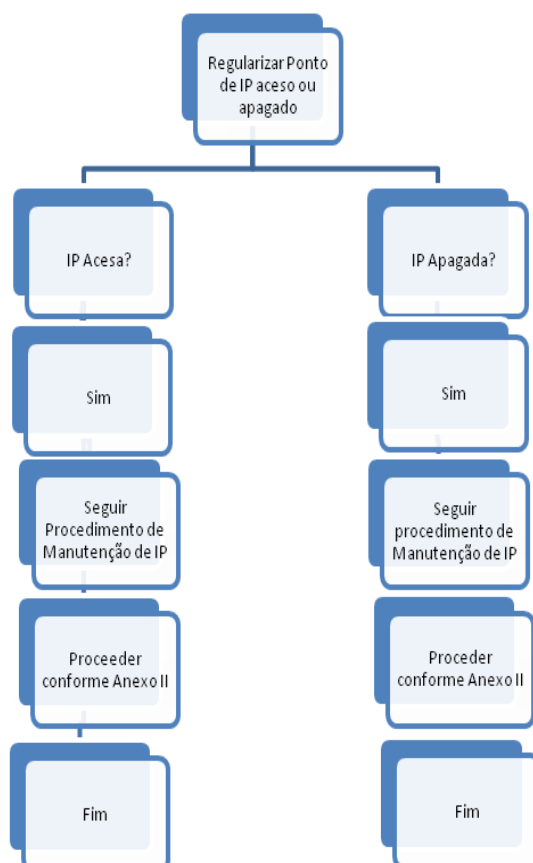 Regularizar Ponto
de IP aceso ou
apagado
IP Acesa?
IP Apagada?
Sim
Sim
Seguir
Procedimento de
Manutenção de IP
Seguir
procedimento de
Manutenção de IP
Proceeder
conforme Anexo II
Proceder
conforme Anexo II
Fim
Fim